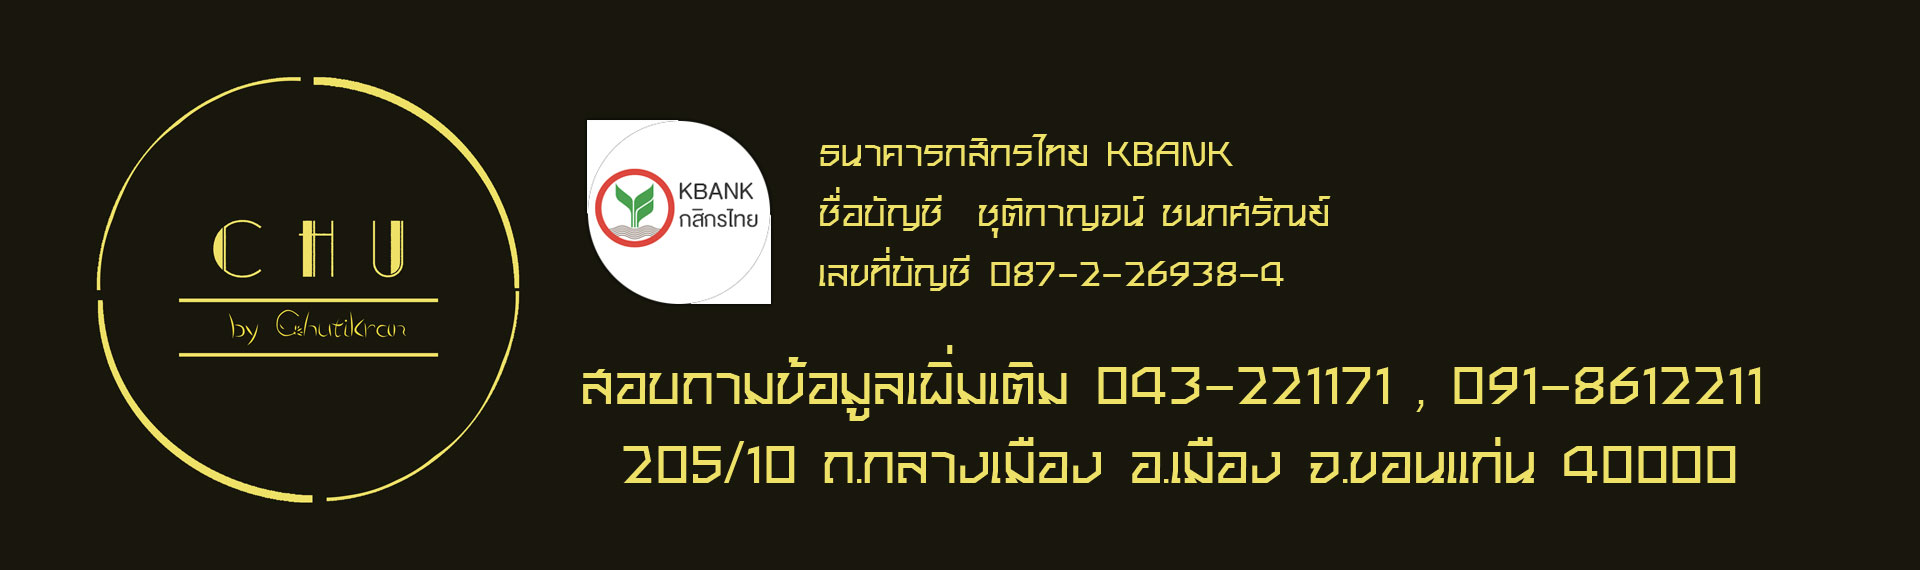 CHU
by Chutikran
KBANK
กสิกรไทย
ธนาคารกสิกรไทย KBANK
ชื่อบัญชี ชุติกาญจน์ ชนกศรัณย์
เลขที่บัญชี 087-2-26938-4
สอบถามข้อมูลเพิ่มเติม 043-221171 , 091-8612211
205/10 ถ.กลางเมือง อ.เมือง จ.ขอนแก่น 40000